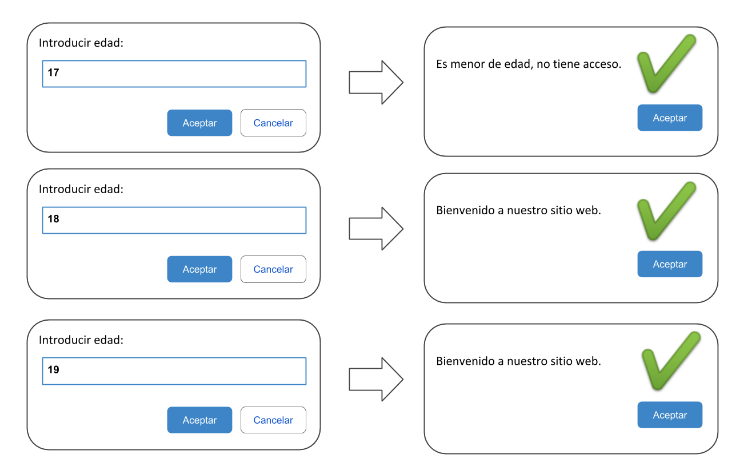 Introducir edad:
17
Aceptar Cancelar
Es menor de edad, no tiene acceso.
Aceptar
Introducir edad:
18
Aceptar Cancelar
Bienvenido a nuestro sitio web.
Aceptar
Introducir edad:
19
Aceptar Cancelar
Bienvenido a nuestro sitio web.
Aceptar